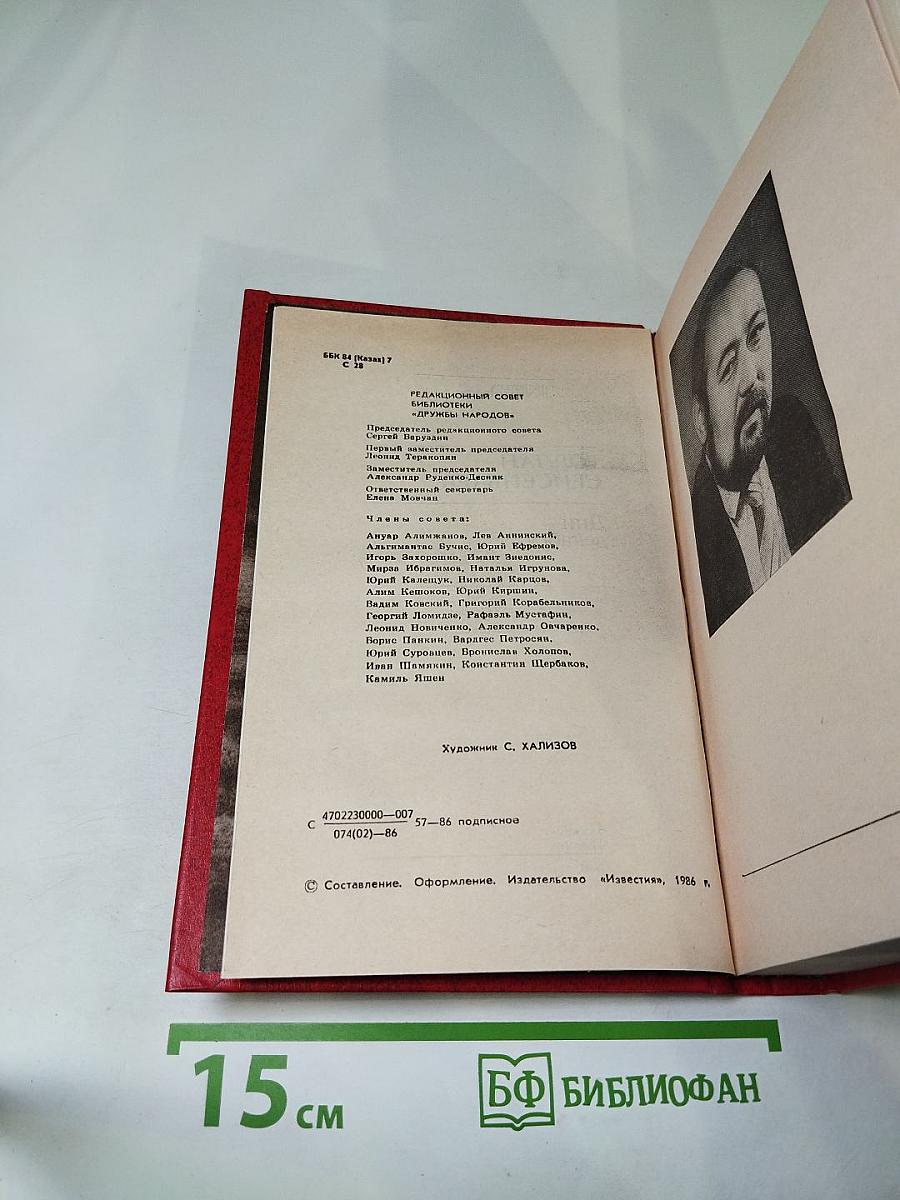 ББК 84 (Казах) 7
С 28
РЕДАКЦИОННЫЙ СОВЕТ
БИБЛИОТЕКИ
«ДРУЖБЫ НАРОДОВ»
Председатель редакционного совета
Сергей Баруздин
Первый заместитель председателя
Леонид Теракопян
Заместитель председателя
Александр Руденко-Десняк
Ответственный секретарь
Елена Мовчан
Члены совета:
Ануар Алимжанов, Лев Аннинский,
Альгимантас Бучис, Юрий Ефремов,
Игорь Захорошко, Имант Зиедонис,
Мирза Ибрагимов, Наталья Игрунова,
Юрий Калещук, Николай Карцов,
Алим Кешоков, Юрий Киршин,
Вадим Ковский, Григорий Корабельников,
Георгий Ломидзе, Рафаэль Мустафин,
Леонид Новиченко, Александр Овчаренко,
Борис Панкин, Вардгес Петросян,
Юрий Суровцев, Бронислав Холопов,
Иван Шамякин, Константин Щербаков,
Камиль Яшен
Художник С. ХАЛИЗОВ
С 4702230000—007 57—86 подписное
074(02)—86
© Составление. Оформление. Издательство «Известия», 1986 г.
15 см
БФ БИБЛИОФАН